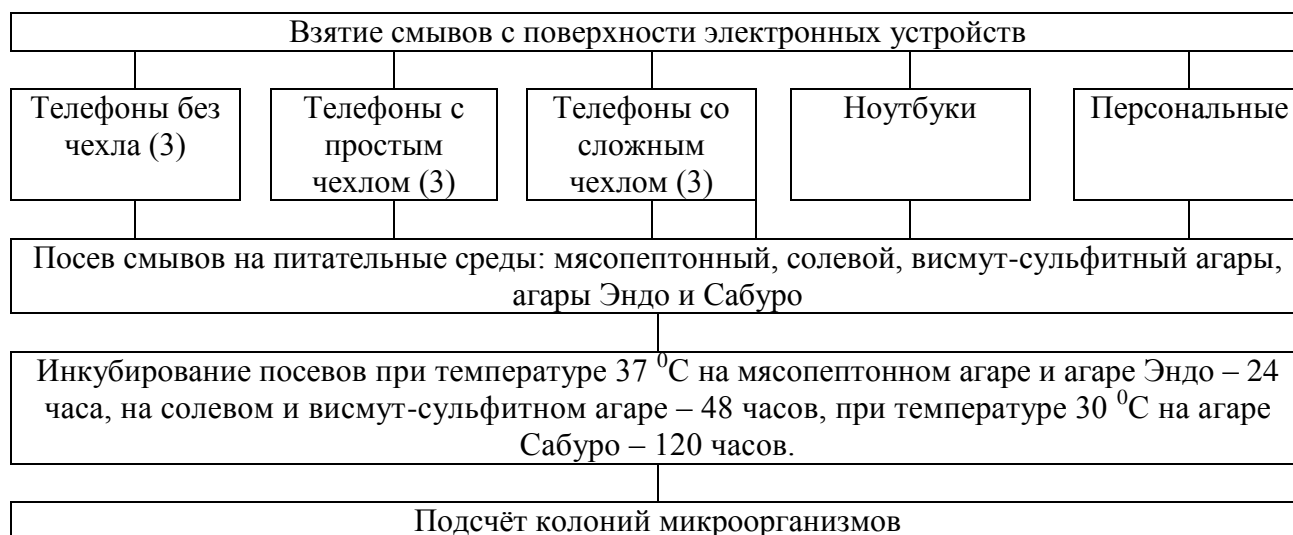 Взятие смывов с поверхности электронных устройств
Телефоны без
чехла (3)
Телефоны с
простым
чехлом (3)
Телефоны со
сложным
чехлом (3)
Ноутбуки
Персональные
Посев смывов на питательные среды: мясопептонный, солевой, висмут-сульфитный агары,
агары Эндо и Сабуро
Инкубирование посевов при температуре 37 ⁰С на мясопептонном агаре и агаре Эндо – 24
часа, на солевом и висмут-сульфитном агаре – 48 часов, при температуре 30 ⁰С на агаре
Сабуро – 120 часов.
Подсчёт колоний микроорганизмов